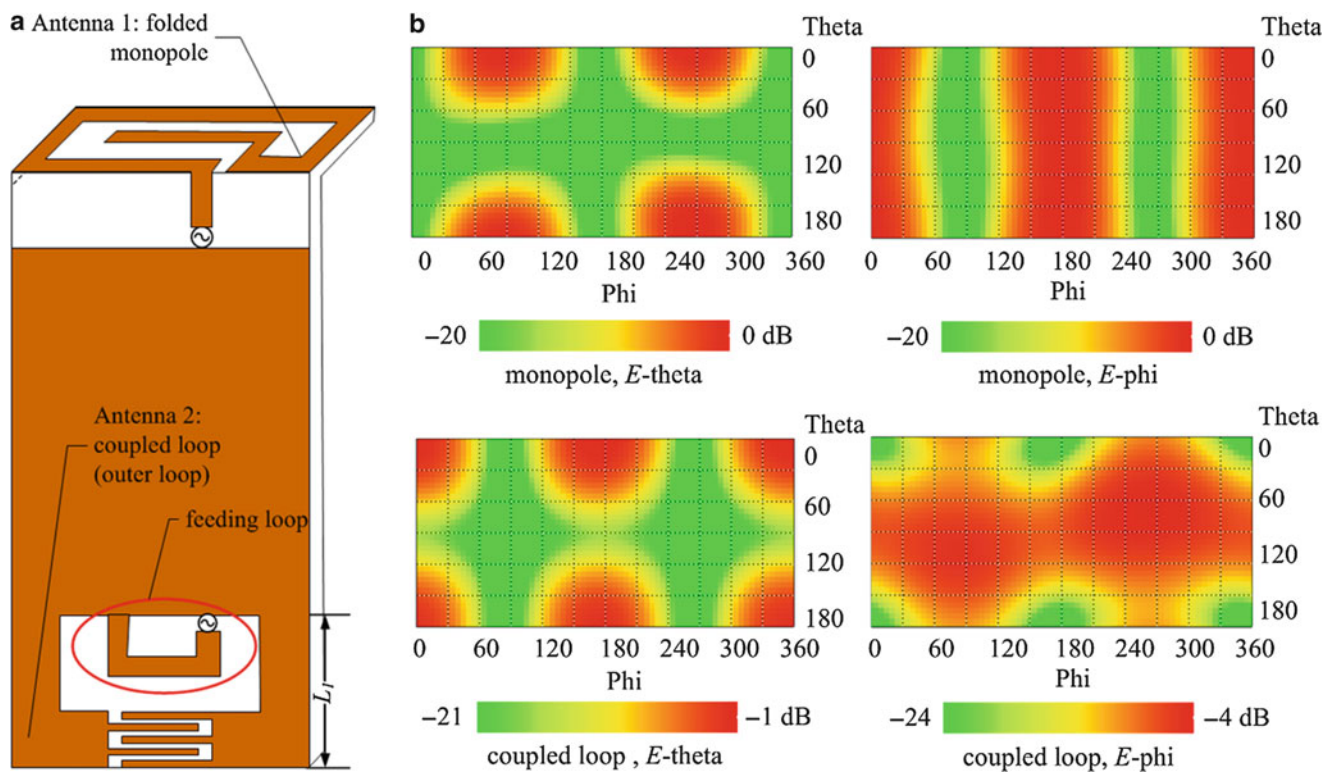 a
Antenna 1: folded
monopole
Antenna 2:
coupled loop
(outer loop)
feeding loop
L1
b
Theta
0
60
120
180
0 60 120 180 240 300 360
Phi
−20 0 dB
monopole, E-theta
Theta
0
60
120
180
0 60 120 180 240 300 360
Phi
−20 0 dB
monopole, E-phi
Theta
0
60
120
180
0 60 120 180 240 300 360
Phi
−21 −1 dB
coupled loop , E-theta
Theta
0
60
120
180
0 60 120 180 240 300 360
Phi
−24 −4 dB
coupled loop, E-phi